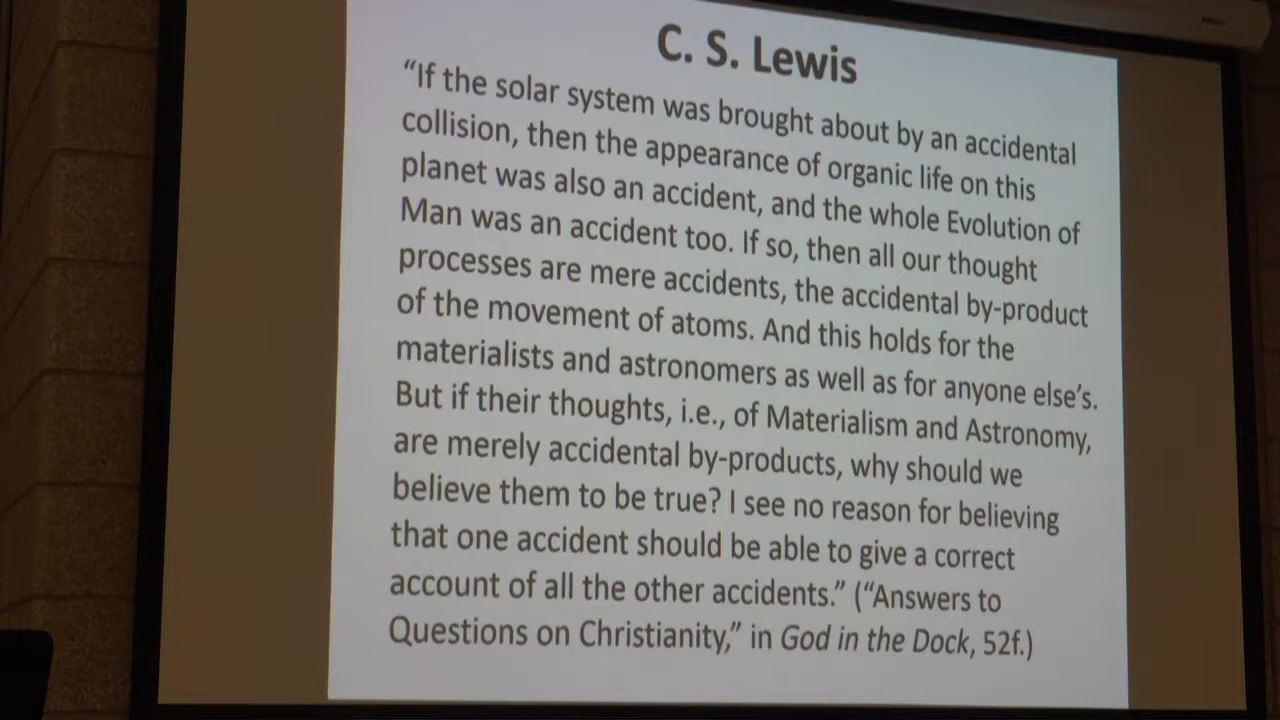 C. S. Lewis
“If the solar system was brought about by an accidental
collision, then the appearance of organic life on this
planet was also an accident, and the whole Evolution of
Man was an accident too. If so, then all our thought
processes are mere accidents, the accidental by-product
of the movement of atoms. And this holds for the
materialists and astronomers as well as for anyone else’s.
But if their thoughts, i.e., of Materialism and Astronomy,
are merely accidental by-products, why should we
believe them to be true? I see no reason for believing
that one accident should be able to give a correct
account of all the other accidents.” (“Answers to
Questions on Christianity,” in God in the Dock, 52f.)